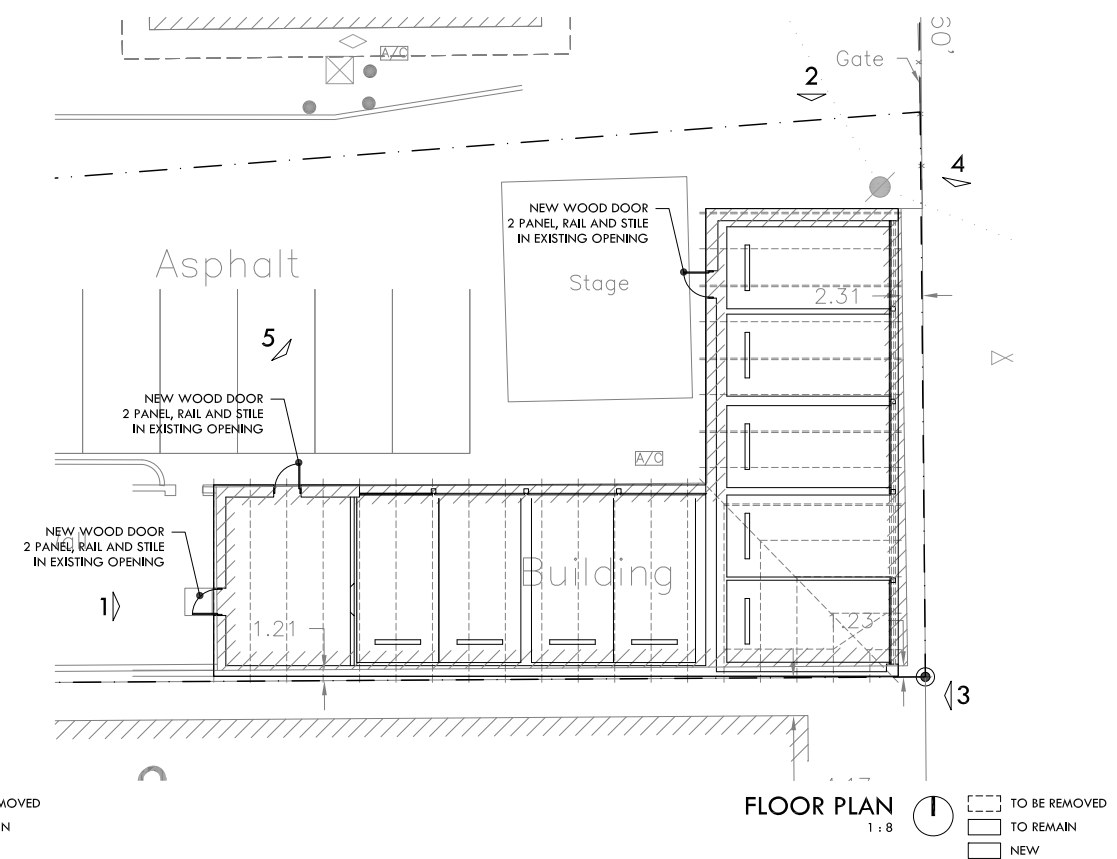 60'
Gate
A/C
2
4
NEW WOOD DOOR
2 PANEL, RAIL AND STILE
IN EXISTING OPENING
Asphalt
Stage
2.31
5
NEW WOOD DOOR
2 PANEL, RAIL AND STILE
IN EXISTING OPENING
A/C
NEW WOOD DOOR
2 PANEL, RAIL AND STILE
IN EXISTING OPENING
Building
1
1.21
1.23
3
MOVED
N
FLOOR PLAN
1 : 8
TO BE REMOVED
TO REMAIN
NEW